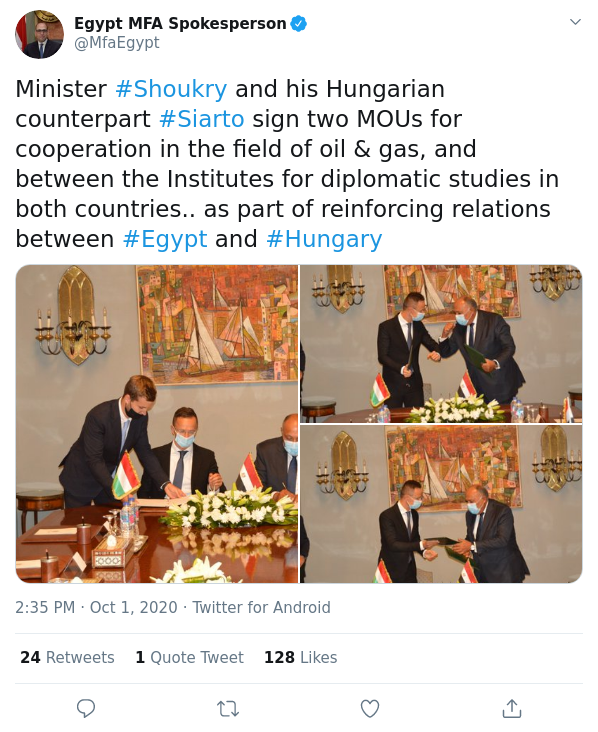 Egypt MFA Spokesperson
@MfaEgypt
Minister #Shoukry and his Hungarian
counterpart #Siarto sign two MOUs for
cooperation in the field of oil & gas, and
between the Institutes for diplomatic studies in
both countries.. as part of reinforcing relations
between #Egypt and #Hungary
2:35 PM · Oct 1, 2020 · Twitter for Android
24 Retweets 1 Quote Tweet 128 Likes